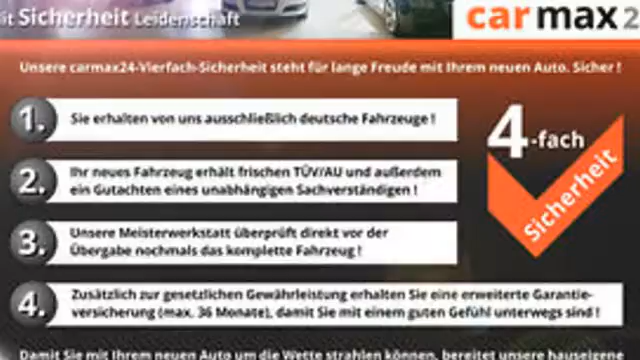 it Sicherheit Leidenschaft
carmax2
Unsere carmax24-Vierfach-Sicherheit steht für lange Freude mit Ihrem neuen Auto. Sicher !
1. Sie erhalten von uns ausschließlich deutsche Fahrzeuge !
4-fach
Sicherheit
2. Ihr neues Fahrzeug erhält frischen TÜV/AU und außerdem
ein Gutachten eines unabhängigen Sachverständigen !
3. Unsere Meisterwerkstatt überprüft direkt vor der
Übergabe nochmals das komplette Fahrzeug !
4. Zusätzlich zur gesetzlichen Gewährleistung erhalten Sie eine erweiterte Garantie-
versicherung (max. 36 Monate), damit Sie mit einem guten Gefühl unterwegs sind !
Damit Sie mit Ihrem neuen Auto um die Wette strahlen können, bereitet unsere hauseigene